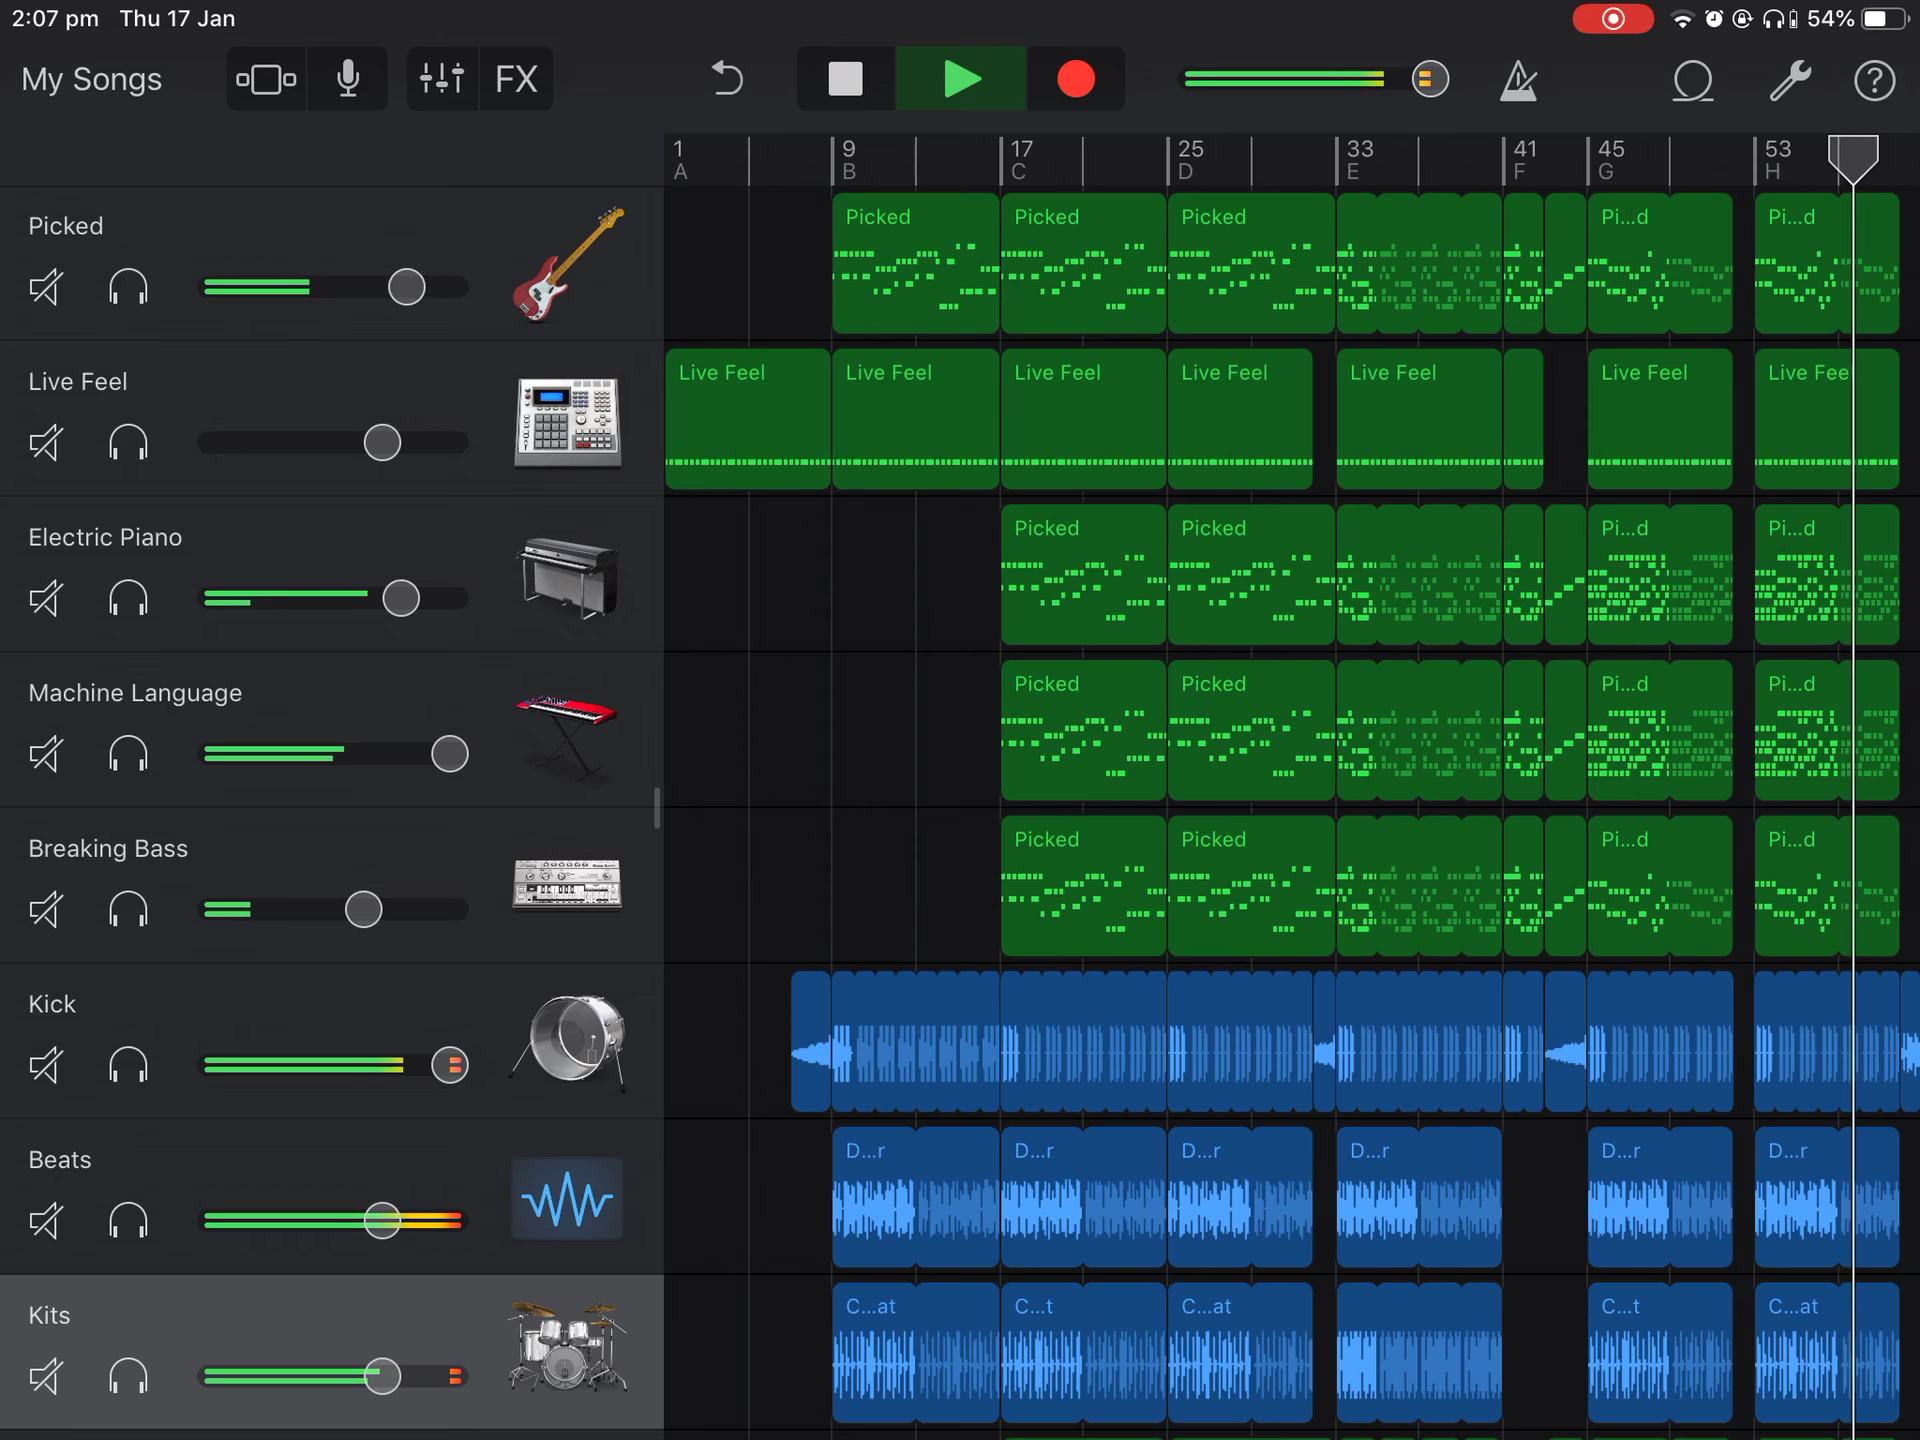 2:07 pm Thu 17 Jan 54%
My Songs FX ?
1 9 17 25 33 41 45 53
A B C D E F G H
Picked
Picked Picked Picked Pi...d Pi...d
Live Feel
Live Feel Live Feel Live Feel Live Feel Live Feel Live Feel Live Fee
Electric Piano
Picked Picked Pi...d Pi...d
Machine Language
Picked Picked Pi...d Pi...d
Breaking Bass
Picked Picked Pi...d Pi...d
Kick
Beats
D...r D...r D...r D...r D...r D...r
Kits
C...at C...t C...at C...t C...at